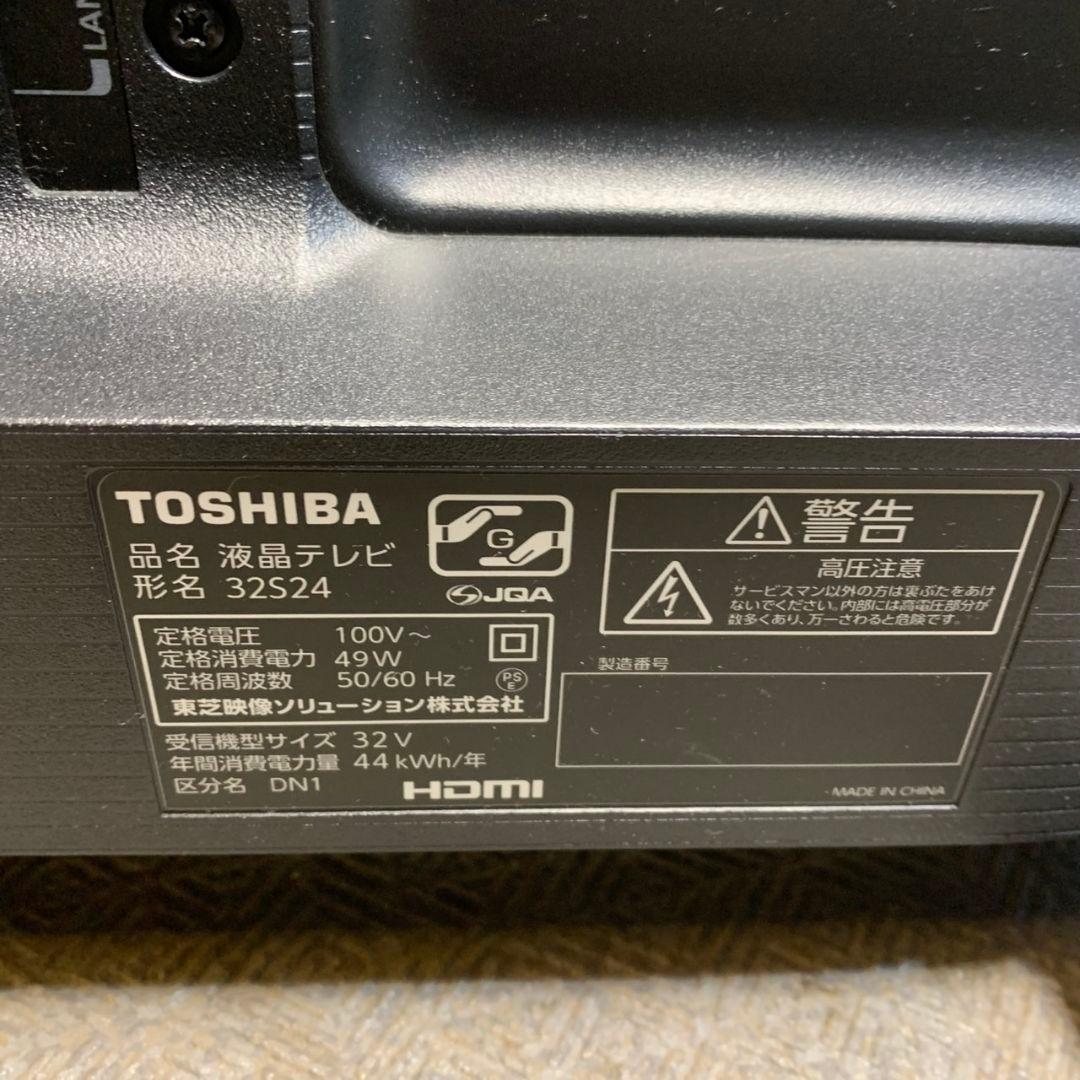 LAN
TOSHIBA
品名 液晶テレビ
形名 32S24
G
JQA
定格電圧 100V～
定格消費電力 49W
定格周波数 50/60 Hz
PS
E
東芝映像ソリューション株式会社
受信機型サイズ 32V
年間消費電力量 44kWh/年
区分名 DN1
HDMI
警告
高圧注意
サービスマン以外の方は裏ぶたをあけ
ないでください。内部には高電圧部分が
数多くあり、万一さわると危険です。
製造番号
MADE IN CHINA